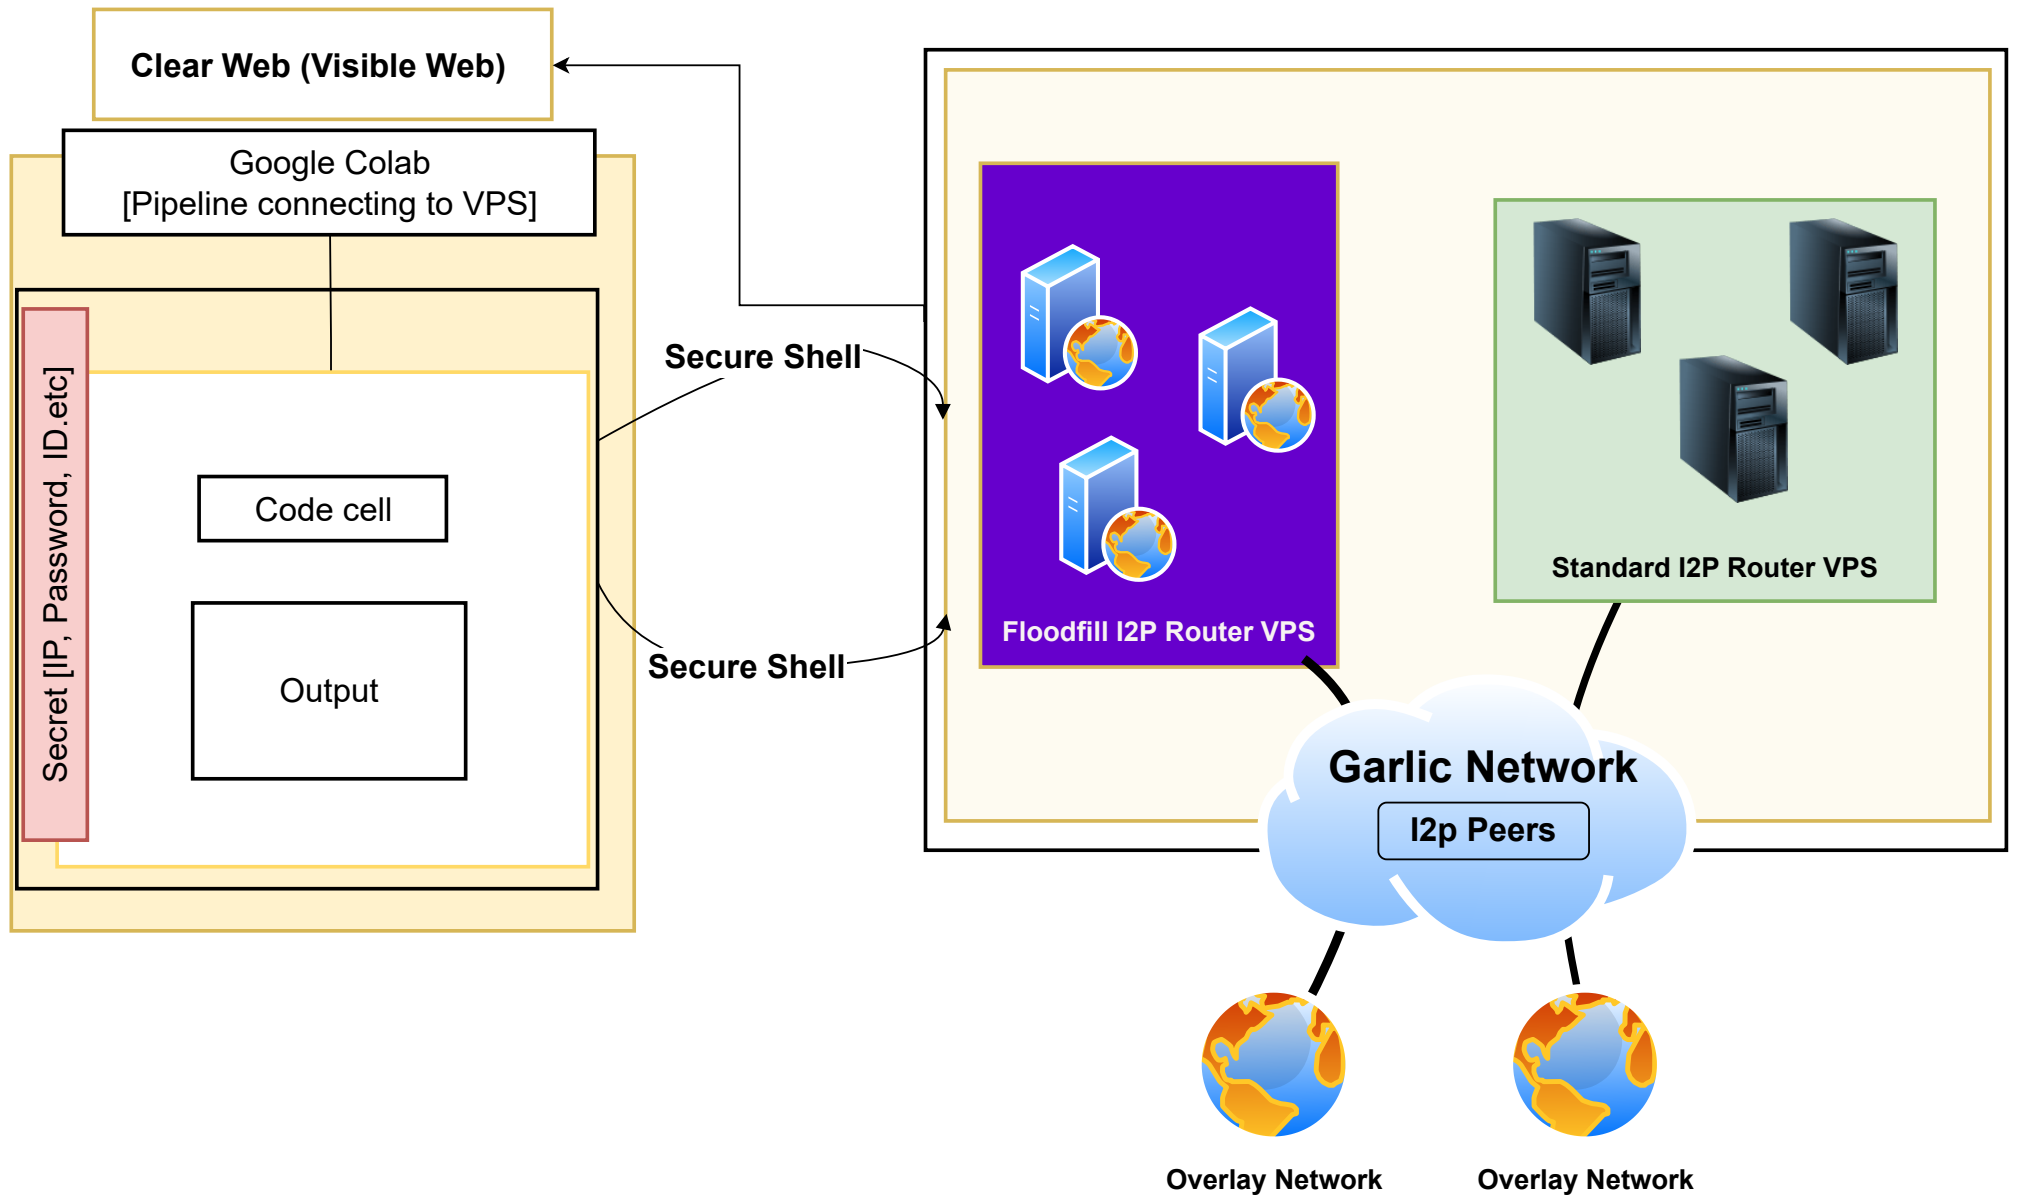 Clear Web (Visible Web)
Google Colab
[Pipeline connecting to VPS]
Secret [IP, Password, ID.etc]
Code cell
Output
Secure Shell
Secure Shell
Floodfill I2P Router VPS
Standard I2P Router VPS
Garlic Network
I2p Peers
Overlay Network
Overlay Network